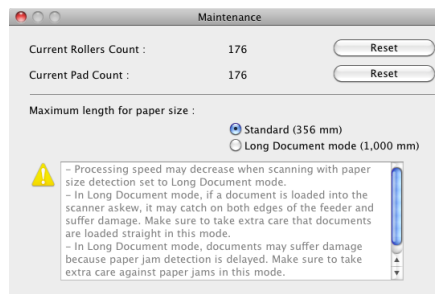 Maintenance
Current Rollers Count : 176 Reset
Current Pad Count : 176 Reset
Maximum length for paper size :
Standard (356 mm)
Long Document mode (1,000 mm)
– Processing speed may decrease when scanning with paper
size detection set to Long Document mode.
– In Long Document mode, if a document is loaded into the
scanner askew, it may catch on both edges of the feeder and
suffer damage. Make sure to take extra care that documents
are loaded straight in this mode.
– In Long Document mode, documents may suffer damage
because paper jam detection is delayed. Make sure to take
extra care against paper jams in this mode.